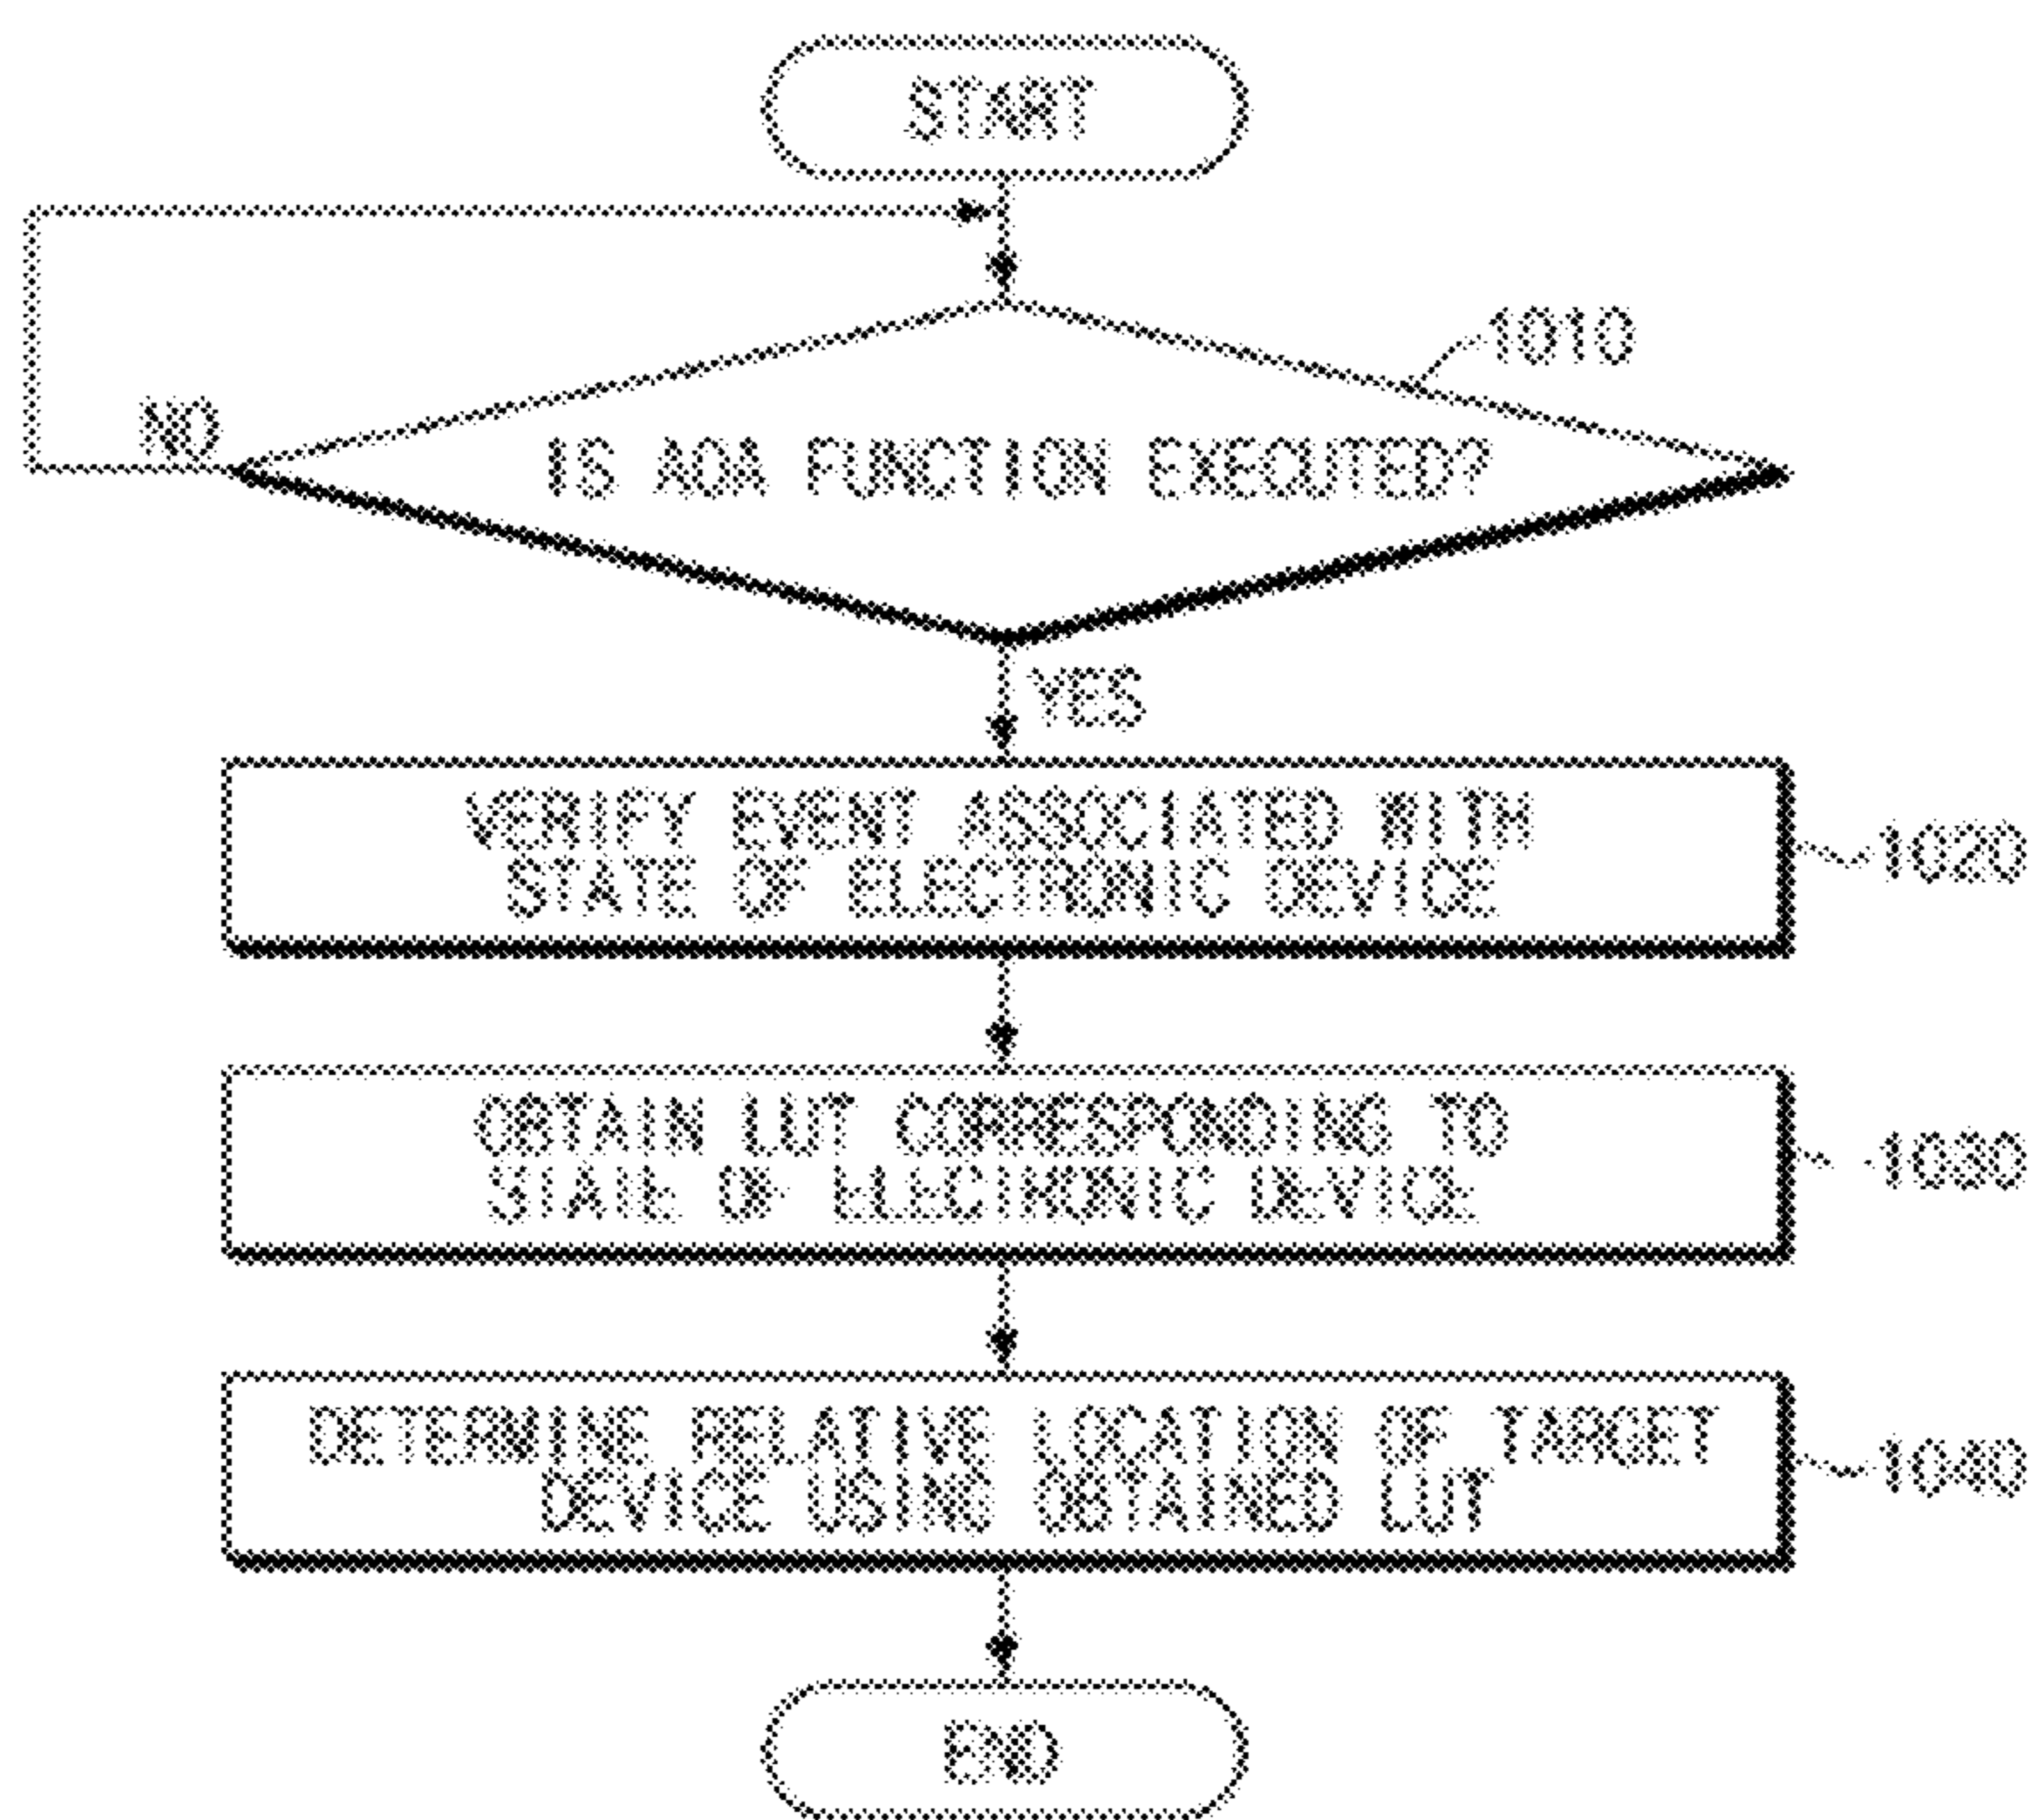 START
1010
NO
IS AOA FUNCTION EXECUTED?
YES
VERIFY EVENT ASSOCIATED WITH
STATE OF ELECTRONIC DEVICE
1020
OBTAIN LUT CORRESPONDING TO
STATE OF ELECTRONIC DEVICE
1030
DETERMINE RELATIVE LOCATION OF TARGET
DEVICE USING OBTAINED LUT
1040
END